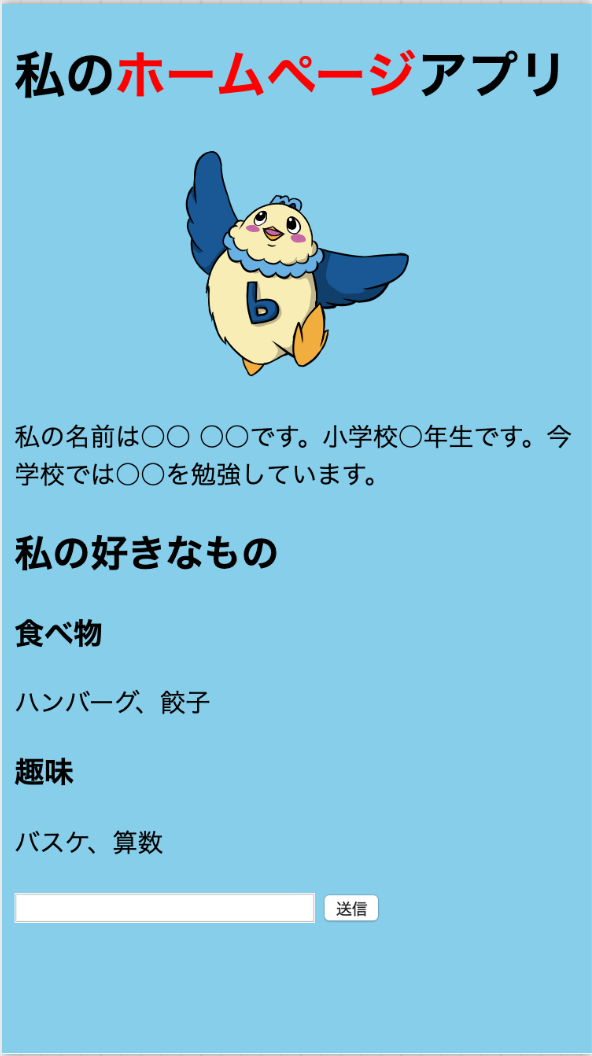 私のホームページアプリ
b
私の名前は〇〇 〇〇です。小学校〇年生です。今
学校では〇〇を勉強しています。
私の好きなもの
食べ物
ハンバーグ、餃子
趣味
バスケ、算数
送信